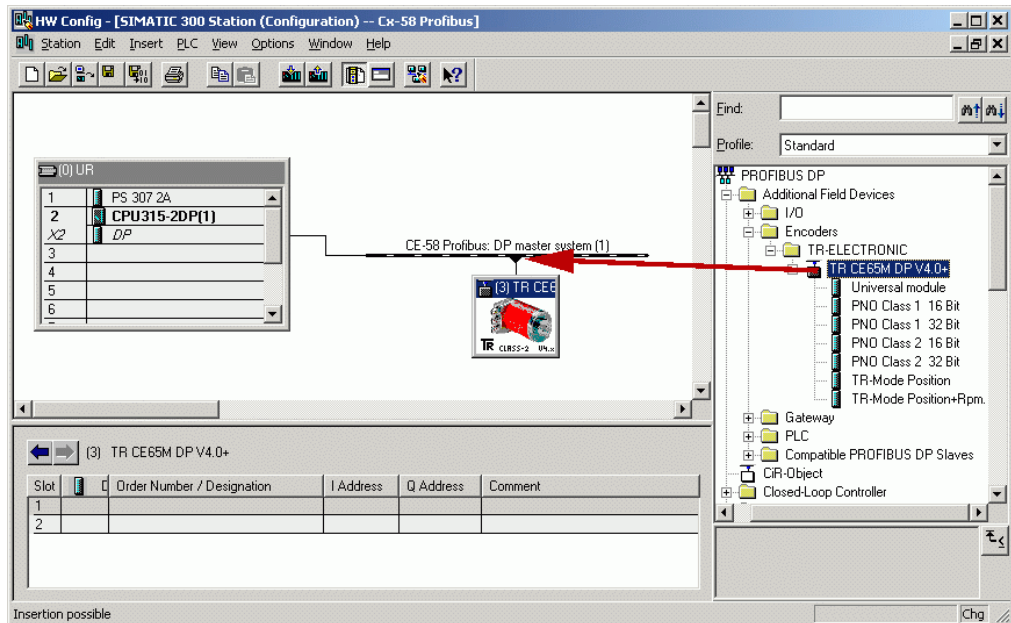 HW Config - [SIMATIC 300 Station (Configuration) -- Cx-58 Profibus]
Station Edit Insert PLC View Options Window Help
Find:
Profile: Standard
(0) UR
1 PS 307 2A
2 CPU315-2DP(1)
X2 DP
3
4
5
6
CE-58 Profibus: DP master system (1)
(3) TR CE6
TR CLASS-2 V4.x
PROFIBUS DP
Additional Field Devices
I/O
Encoders
TR-ELECTRONIC
TR CE65M DP V4.0+
Universal module
PNO Class 1 16 Bit
PNO Class 1 32 Bit
PNO Class 2 16 Bit
PNO Class 2 32 Bit
TR-Mode Position
TR-Mode Position+Rpm.
Gateway
PLC
Compatible PROFIBUS DP Slaves
CiR-Object
Closed-Loop Controller
(3) TR CE65M DP V4.0+
Slot D Order Number / Designation I Address Q Address Comment
1
2
Insertion possible
Chg